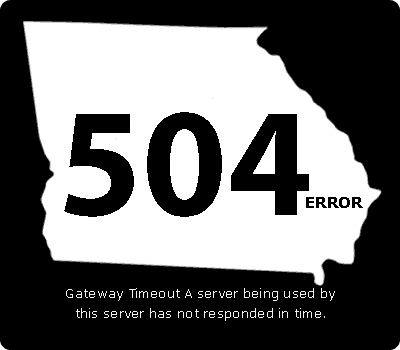 504
ERROR
Gateway Timeout A server being used by
this server has not responded in time.